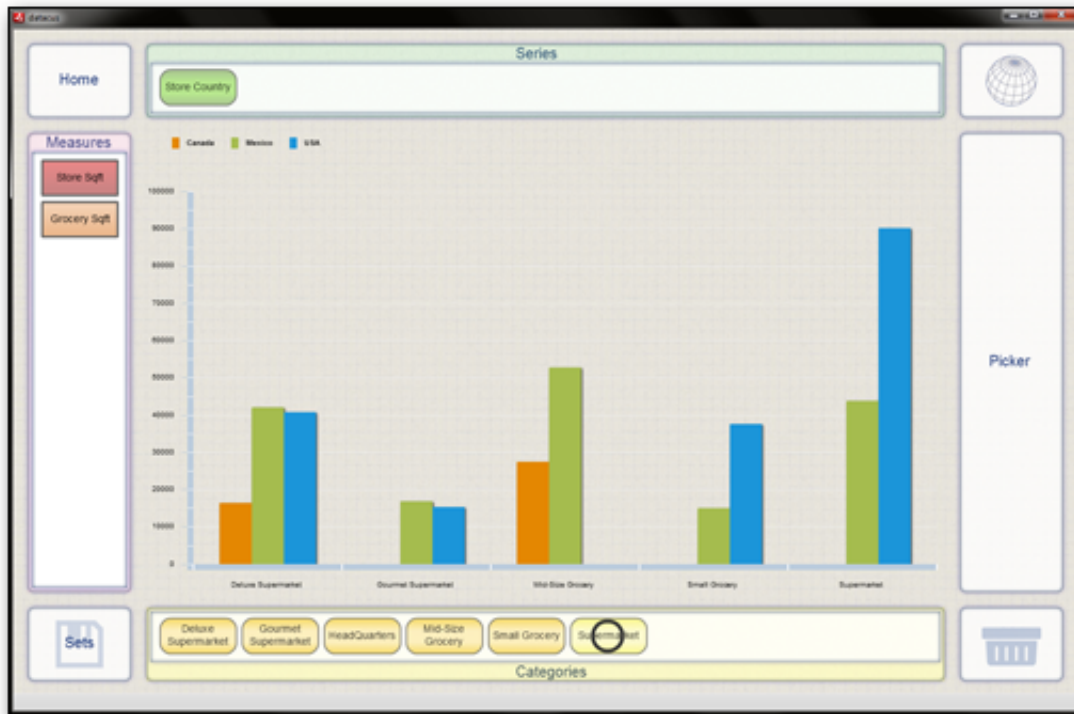 datacus
Series
Home
Store Country
Measures
Canada Mexico USA
Store Sqft
Grocery Sqft
100000
90000
80000
70000
60000
50000
40000
30000
20000
10000
0
Picker
Deluxe Supermarket Gourmet Supermarket Mid-Size Grocery Small Grocery Supermarket
Sets
Deluxe
Supermarket
Gourmet
Supermarket
HeadQuarters
Mid-Size
Grocery
Small Grocery
Supermarket
Categories